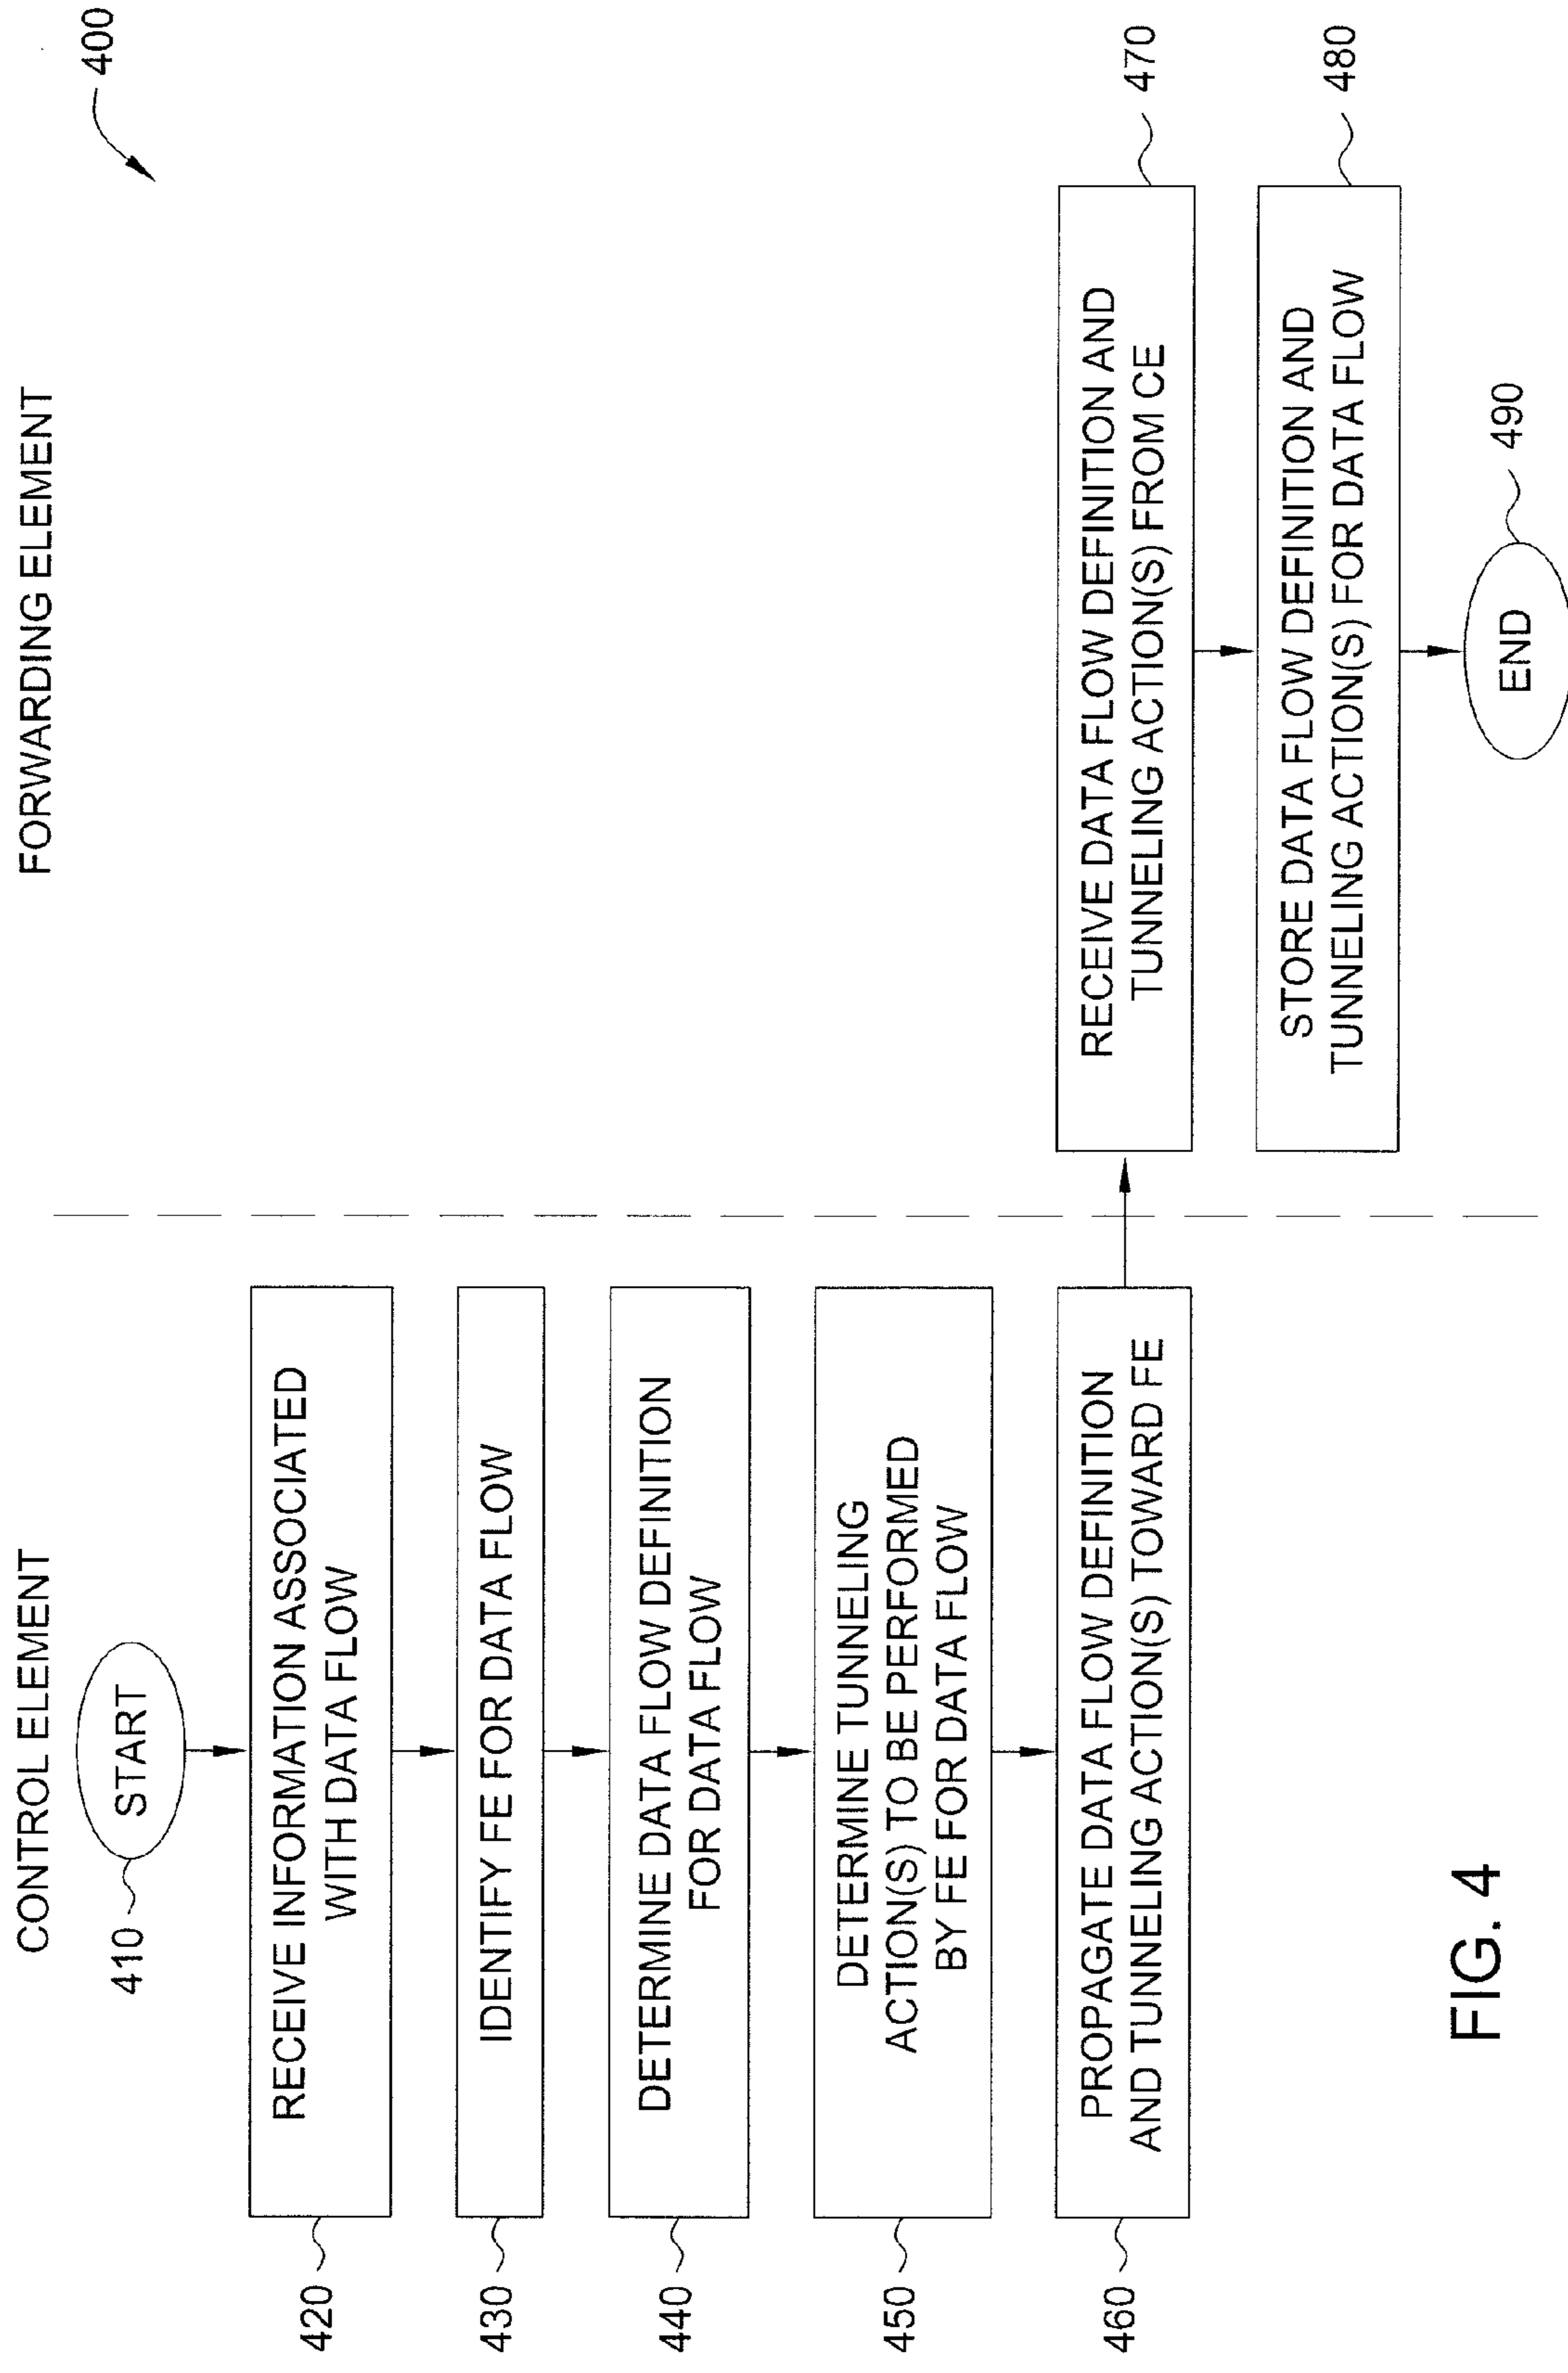 400
CONTROL ELEMENT
FORWARDING ELEMENT
410
START
420
RECEIVE INFORMATION ASSOCIATED
WITH DATA FLOW
430
IDENTIFY FE FOR DATA FLOW
440
DETERMINE DATA FLOW DEFINITION
FOR DATA FLOW
450
DETERMINE TUNNELING
ACTION(S) TO BE PERFORMED
BY FE FOR DATA FLOW
460
PROPAGATE DATA FLOW DEFINITION
AND TUNNELING ACTION(S) TOWARD FE
RECEIVE DATA FLOW DEFINITION AND
TUNNELING ACTION(S) FROM CE
470
STORE DATA FLOW DEFINITION AND
TUNNELING ACTION(S) FOR DATA FLOW
480
END
490
FIG. 4